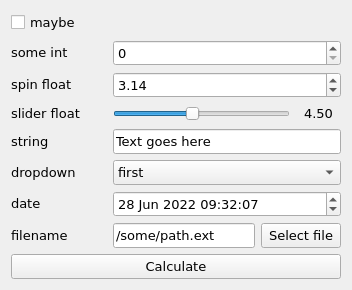 maybe
some int 0
spin float 3.14
slider float 4.50
string Text goes here
dropdown first
date 28 Jun 2022 09:32:07
filename /some/path.ext Select file
Calculate